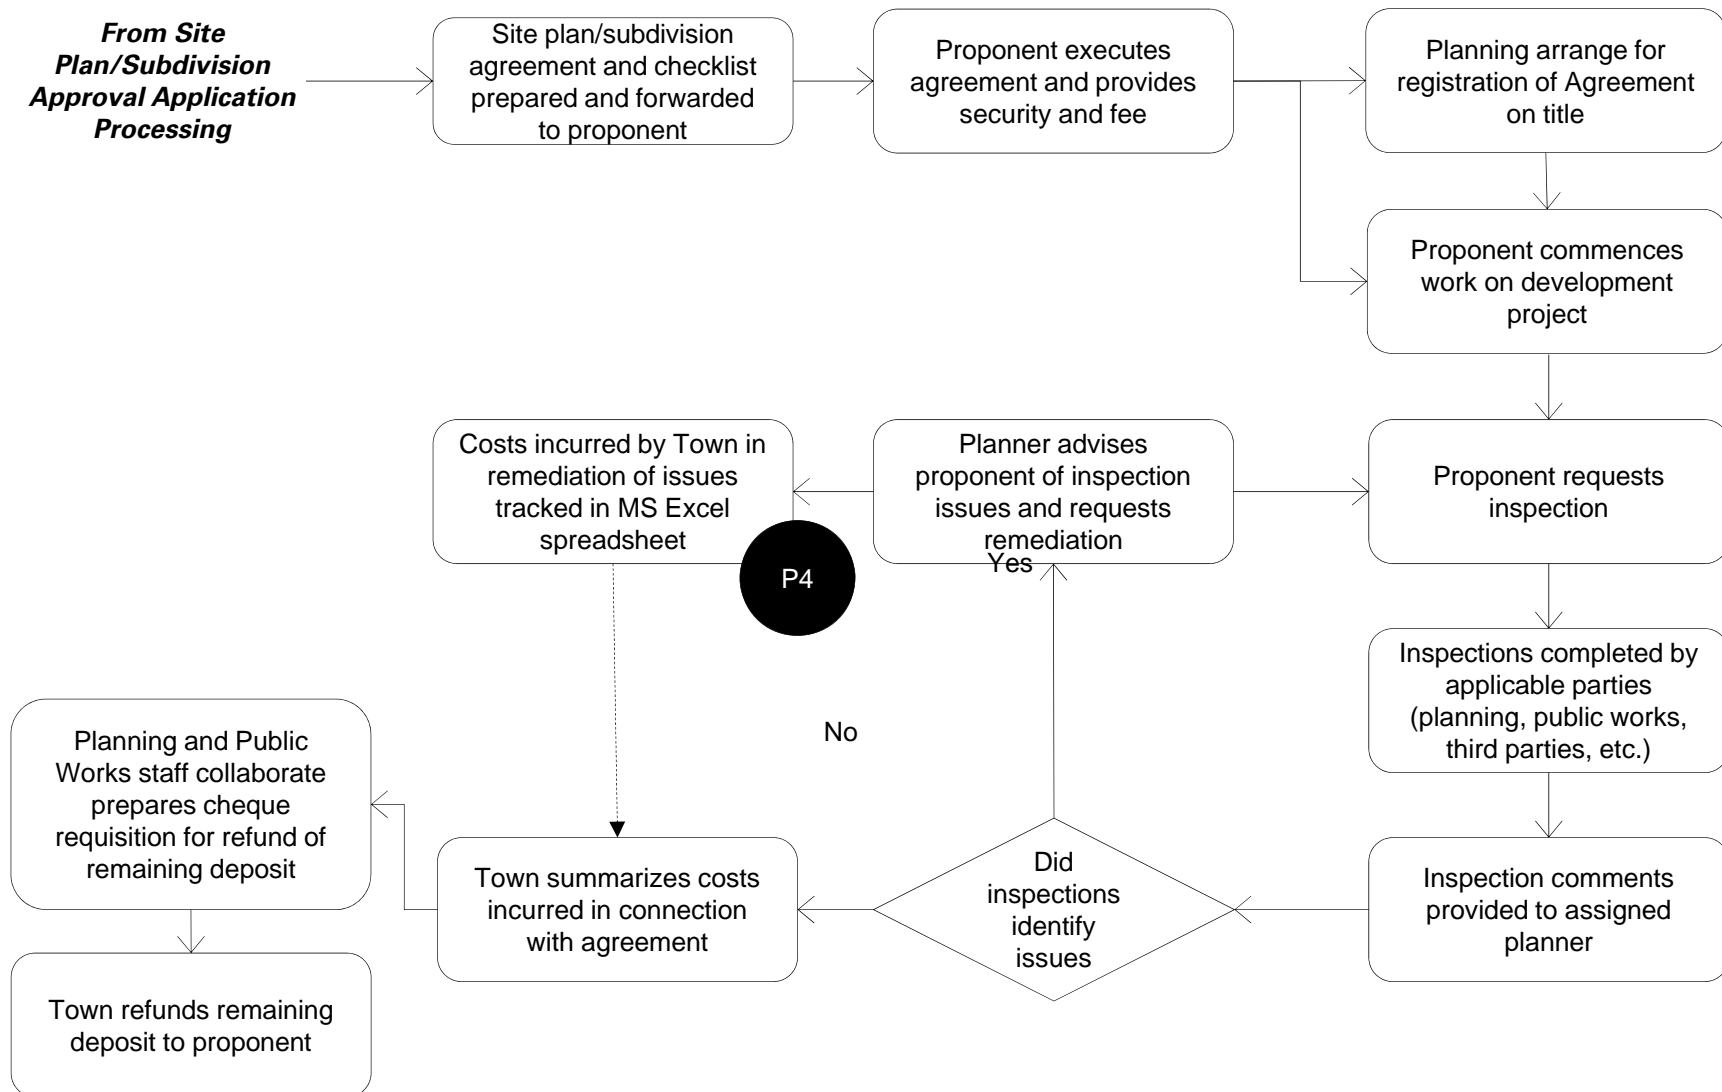 From Site
Plan/Subdivision
Approval Application
Processing
Site plan/subdivision
agreement and checklist
prepared and forwarded
to proponent
Proponent executes
agreement and provides
security and fee
Planning arrange for
registration of Agreement
on title
Proponent commences
work on development
project
Costs incurred by Town in
remediation of issues
tracked in MS Excel
spreadsheet
P4
Planner advises
proponent of inspection
issues and requests
remediation
Yes
Proponent requests
inspection
Inspections completed by
applicable parties
(planning, public works,
third parties, etc.)
No
Planning and Public
Works staff collaborate
prepares cheque
requisition for refund of
remaining deposit
Town summarizes costs
incurred in connection
with agreement
Did
inspections
identify
issues
Inspection comments
provided to assigned
planner
Town refunds remaining
deposit to proponent